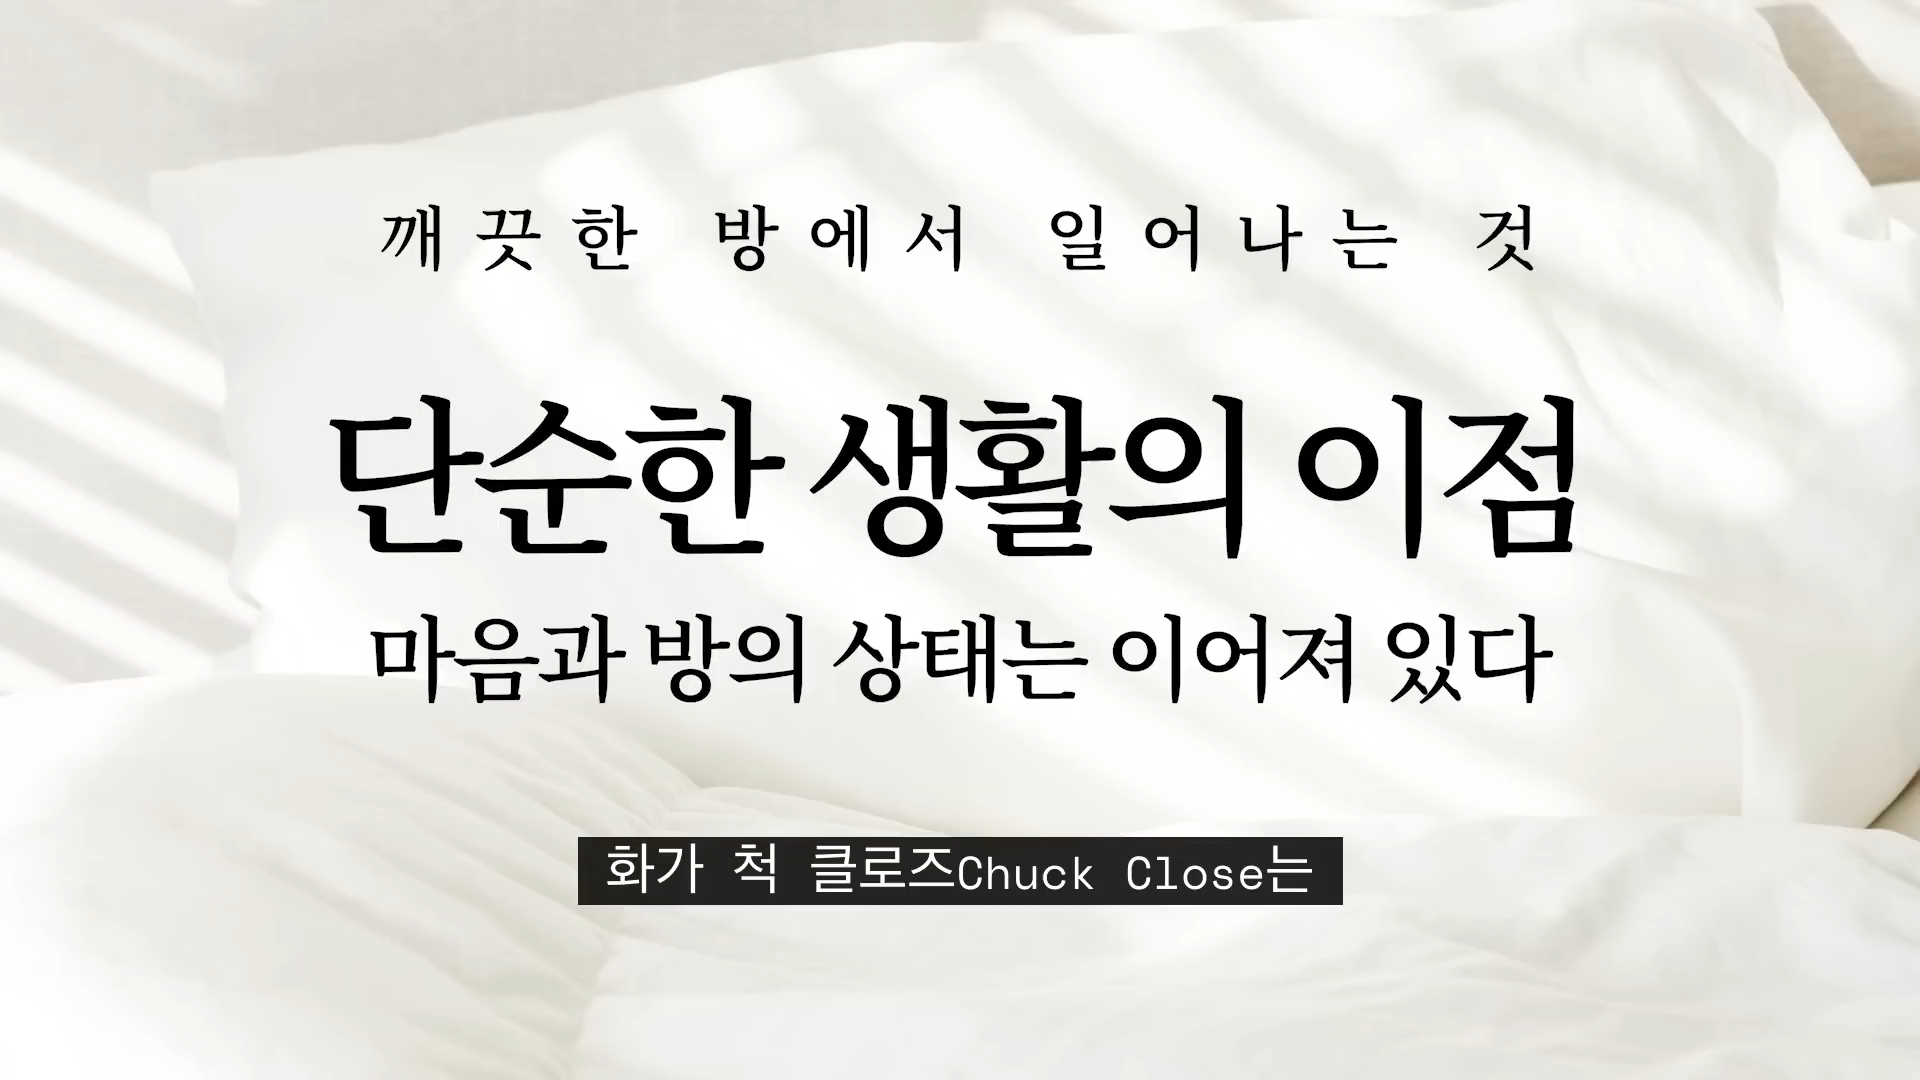 깨끗한 방에서 일어나는 것
단순한 생활의 이점
마음과 방의 상태는 이어져 있다
화가 척 클로즈Chuck Close는